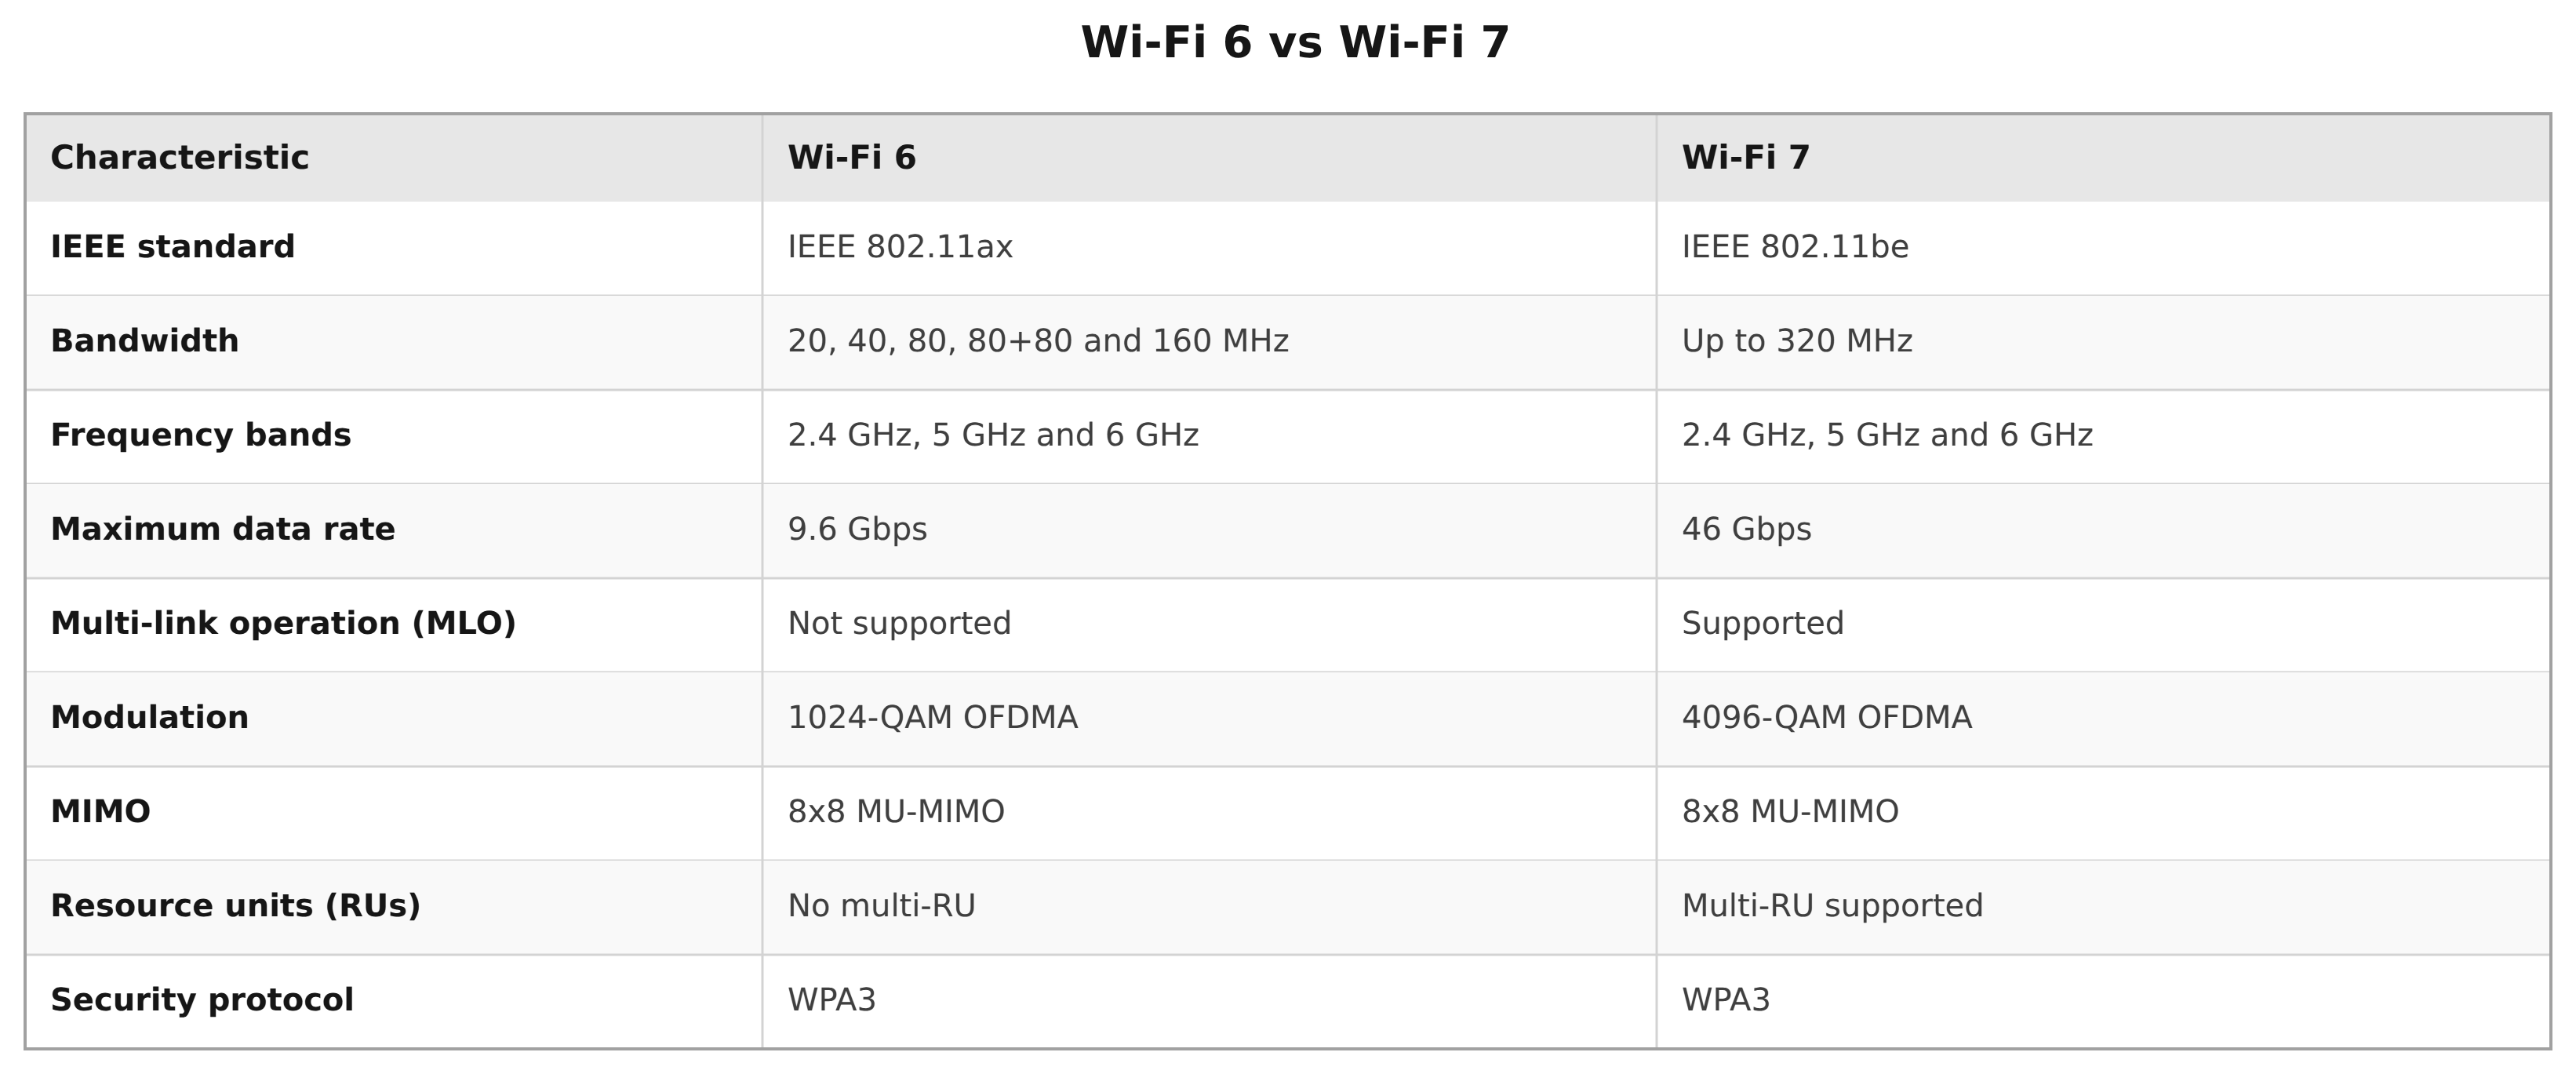 Wi-Fi 6 vs Wi-Fi 7
Characteristic Wi-Fi 6 Wi-Fi 7
IEEE standard IEEE 802.11ax IEEE 802.11be
Bandwidth 20, 40, 80, 80+80 and 160 MHz Up to 320 MHz
Frequency bands 2.4 GHz, 5 GHz and 6 GHz 2.4 GHz, 5 GHz and 6 GHz
Maximum data rate 9.6 Gbps 46 Gbps
Multi-link operation (MLO) Not supported Supported
Modulation 1024-QAM OFDMA 4096-QAM OFDMA
MIMO 8x8 MU-MIMO 8x8 MU-MIMO
Resource units (RUs) No multi-RU Multi-RU supported
Security protocol WPA3 WPA3